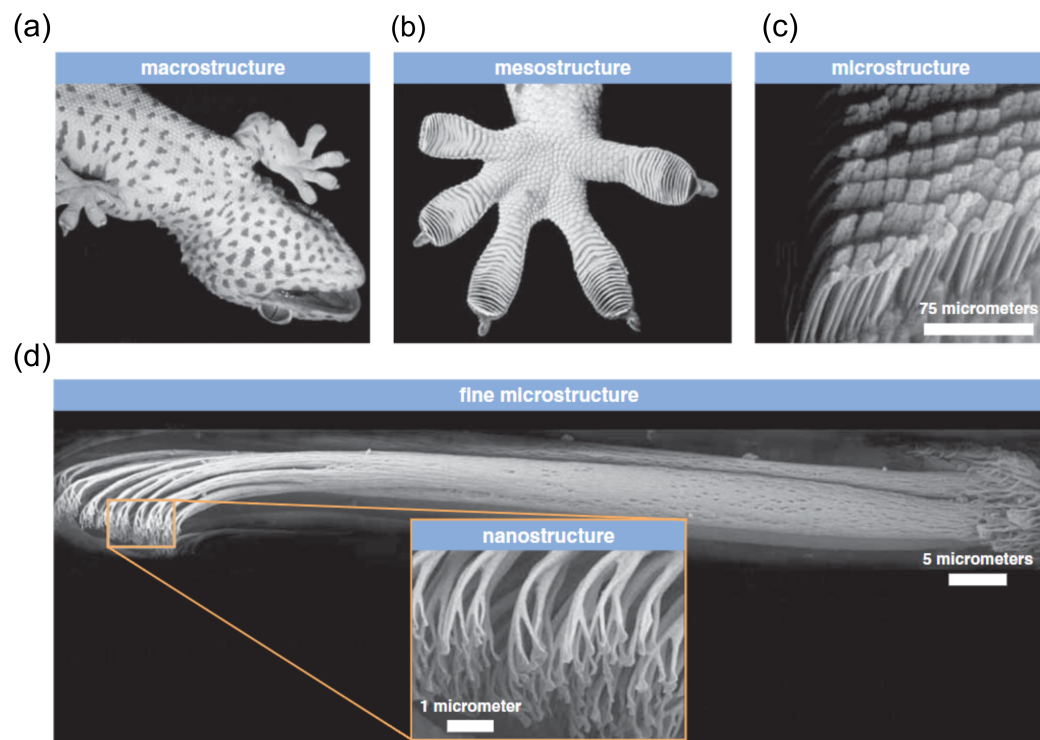 (a)
(b)
(c)
macrostructure
mesostructure
microstructure
75 micrometers
(d)
fine microstructure
5 micrometers
nanostructure
1 micrometer